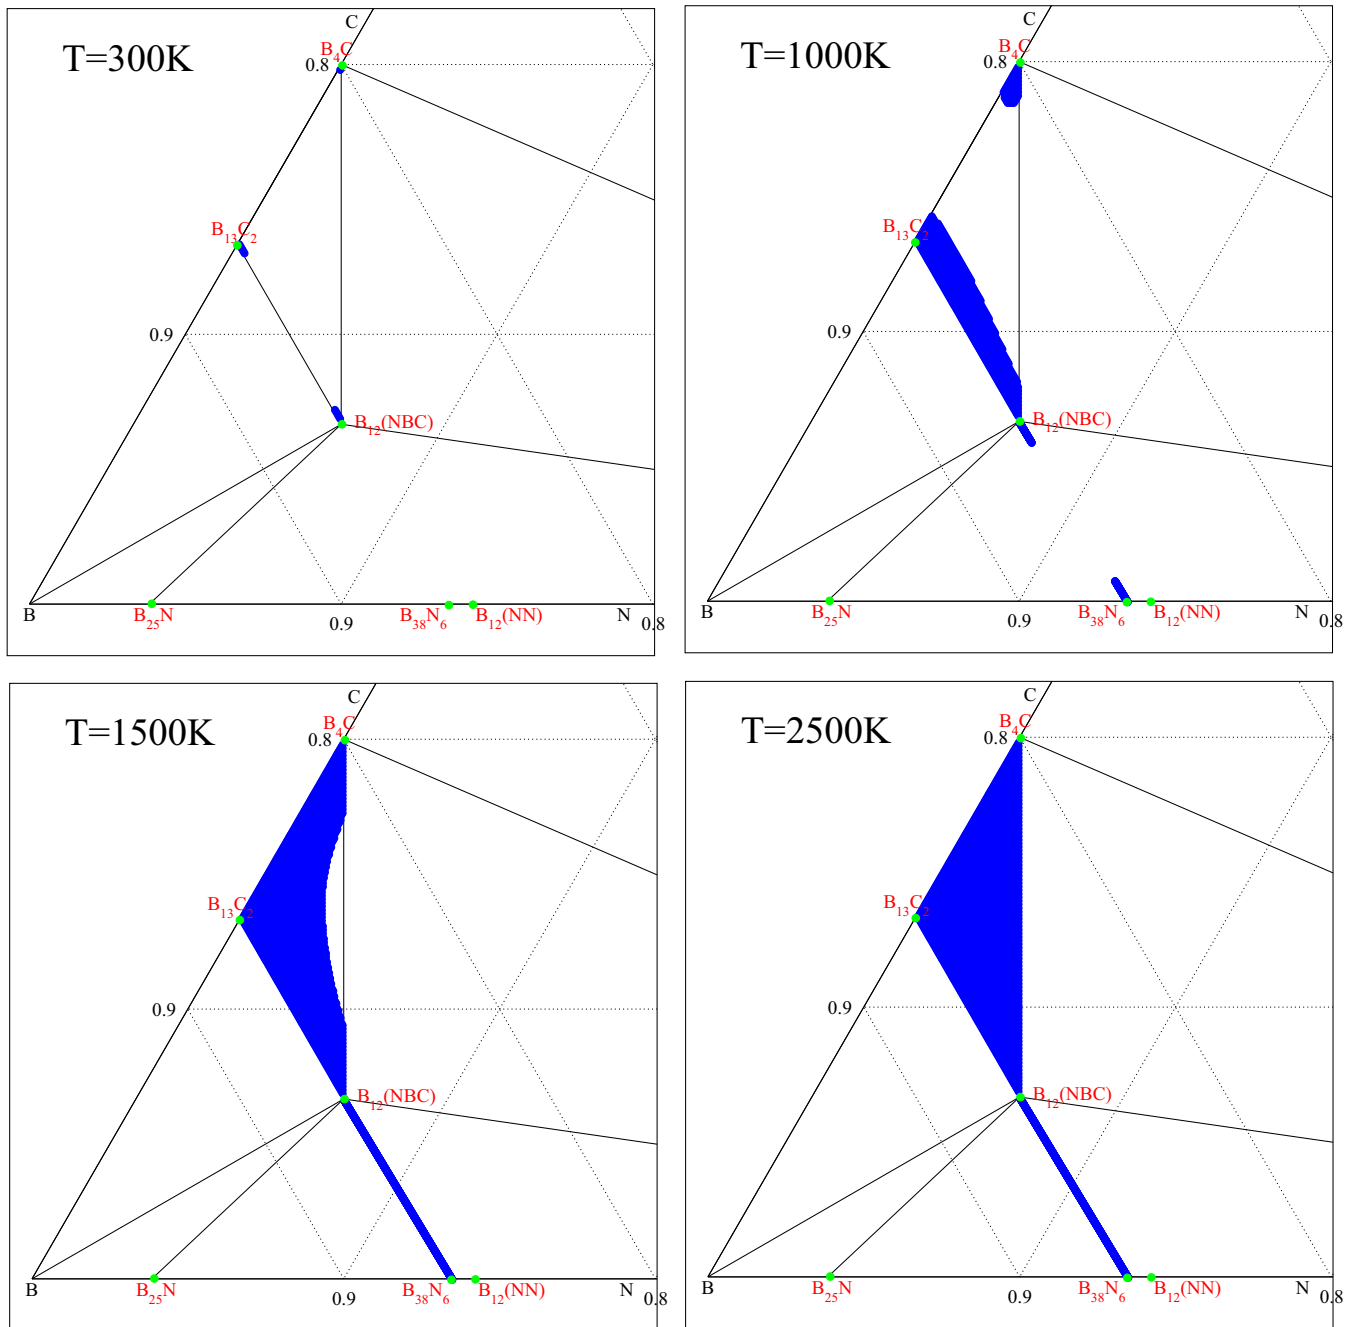 T=300K
C
B4C
0.8
B13C2
0.9
B12(NBC)
B
B25N
0.9
B38N6
B12(NN)
N
0.8
T=1000K
C
B4C
0.8
B13C2
0.9
B12(NBC)
B
B25N
0.9
B38N6
B12(NN)
N
0.8
T=1500K
C
B4C
0.8
B13C2
0.9
B12(NBC)
B
B25N
0.9
B38N6
B12(NN)
N
0.8
T=2500K
C
B4C
0.8
B13C2
0.9
B12(NBC)
B
B25N
0.9
B38N6
B12(NN)
N
0.8